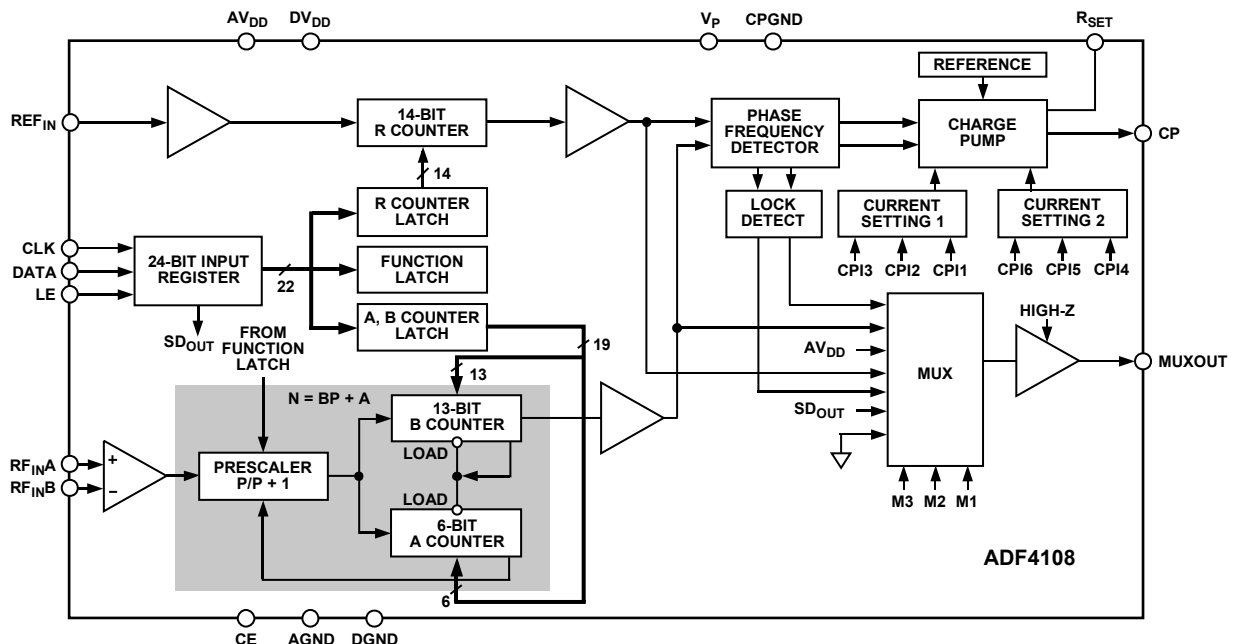 AVDD DVDD VP CPGND RSET
REFIN
14-BIT
R COUNTER
14
PHASE
FREQUENCY
DETECTOR
REFERENCE
CHARGE
PUMP
CP
R COUNTER
LATCH
LOCK
DETECT
CURRENT
SETTING 1
CURRENT
SETTING 2
CPI3 CPI2 CPI1
CPI6 CPI5 CPI4
CLK
DATA
LE
24-BIT INPUT
REGISTER
22
FUNCTION
LATCH
SDOUT
A, B COUNTER
LATCH
19
FROM
FUNCTION
LATCH
13
N = BP + A
13-BIT
B COUNTER
LOAD
RFINA
RFINB
+
–
PRESCALER
P/P + 1
LOAD
6-BIT
A COUNTER
6
AVDD
SDOUT
MUX
HIGH-Z
MUXOUT
M3 M2 M1
ADF4108
CE AGND DGND